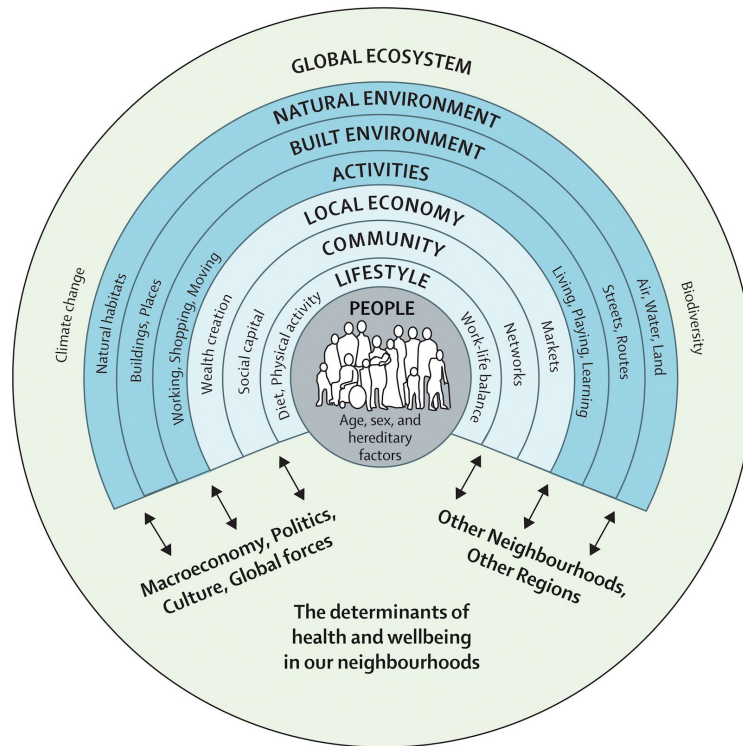 GLOBAL ECOSYSTEM
NATURAL ENVIRONMENT
BUILT ENVIRONMENT
ACTIVITIES
LOCAL ECONOMY
COMMUNITY
LIFESTYLE
PEOPLE
Age, sex, and
hereditary
factors
Climate change
Natural habitats
Buildings, Places
Working, Shopping, Moving
Wealth creation
Social capital
Diet, Physical activity
Work-life balance
Networks
Markets
Living, Playing, Learning
Streets, Routes
Air, Water, Land
Biodiversity
Macroeconomy, Politics,
Culture, Global forces
Other Neighbourhoods,
Other Regions
The determinants of
health and wellbeing
in our neighbourhoods